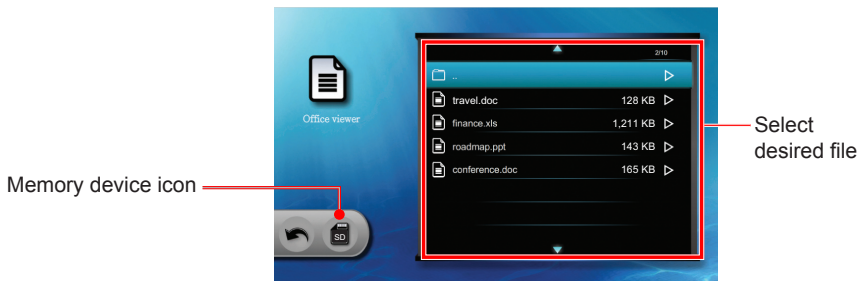 2/10
..
travel.doc 128 KB
finance.xls 1,211 KB
roadmap.ppt 143 KB
conference.doc 165 KB
Office viewer
Select
desired file
Memory device icon
SD